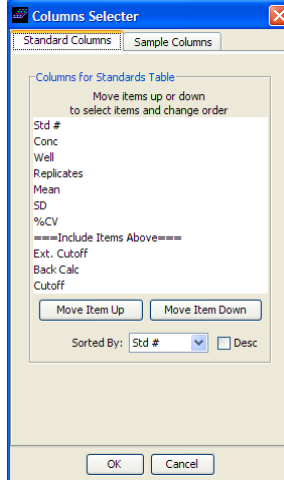 Columns Selecter
Standard Columns Sample Columns
Columns for Standards Table
Move items up or down
to select items and change order
Std #
Conc
Well
Replicates
Mean
SD
%CV
===Include Items Above===
Ext. Cutoff
Back Calc
Cutoff
Move Item Up Move Item Down
Sorted By: Std # Desc
OK Cancel